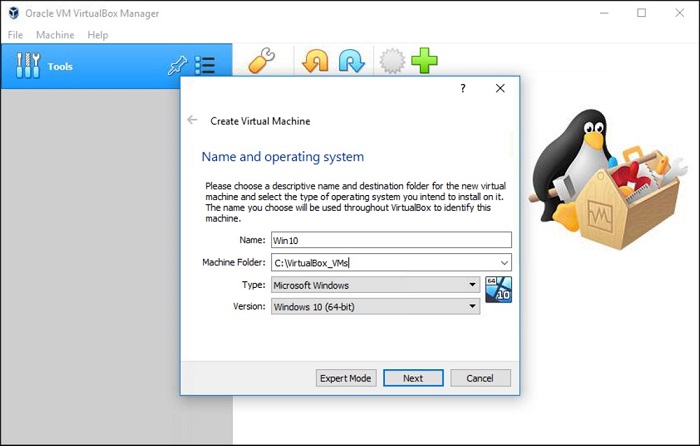 Oracle VM VirtualBox Manager
File Machine Help
Tools
?
Create Virtual Machine
Name and operating system
Please choose a descriptive name and destination folder for the new virtual
machine and select the type of operating system you intend to install on it.
The name you choose will be used throughout VirtualBox to identify this
machine.
Name: Win10
Machine Folder: C:\VirtualBox_VMs
Type: Microsoft Windows
64
Version: Windows 10 (64-bit)
10
Expert Mode Next Cancel